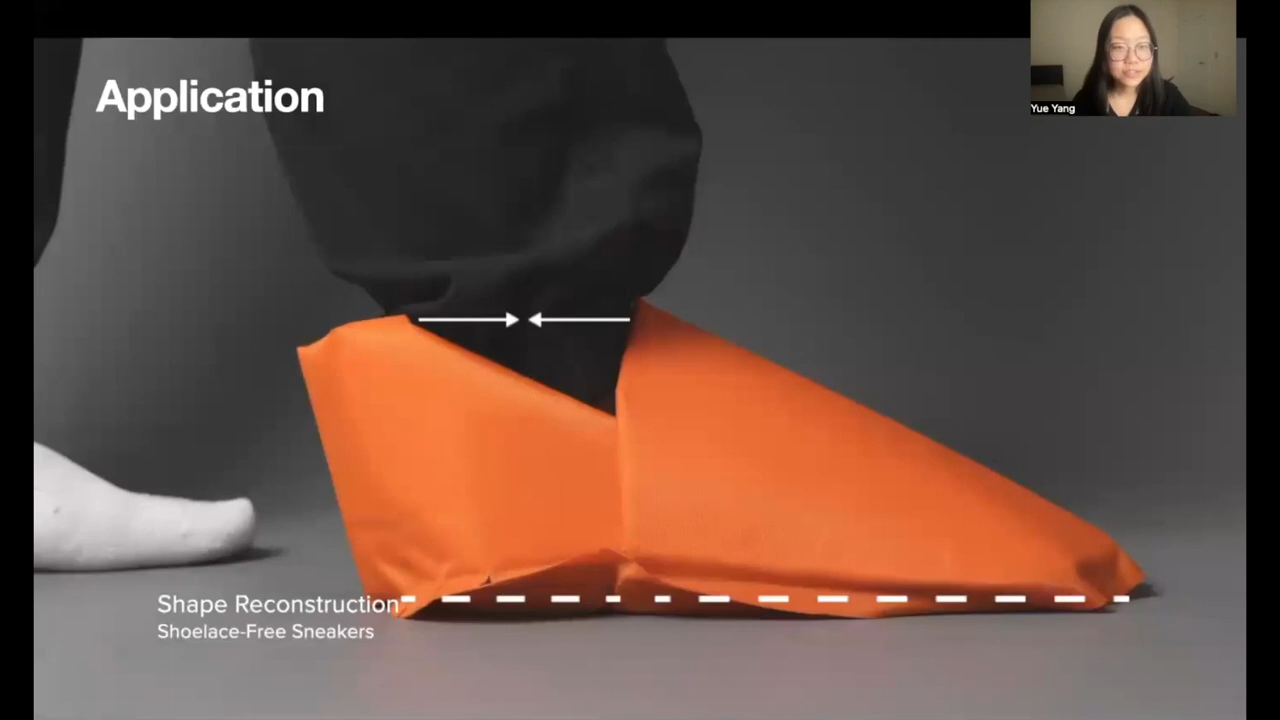 Application
Yue Yang
Shape Reconstruction
Shoelace-Free Sneakers